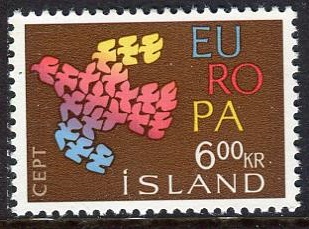 EU
RO
PA
6.00 KR
CEPT
ÍSLAND